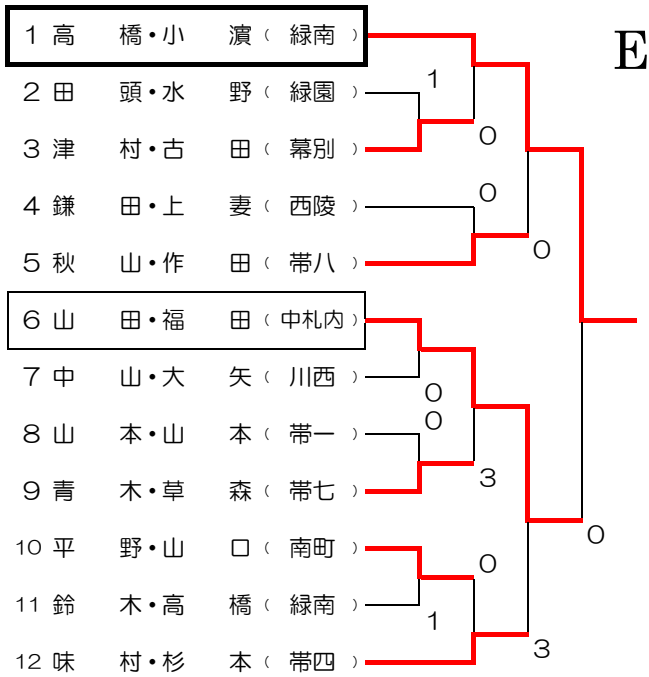 E
1 高 橋・小 濵 （ 緑南 ）
2 田 頭・水 野 （ 緑園 ）
1
3 津 村・古 田 （ 幕別 ）
0
4 鎌 田・上 妻 （ 西陵 ）
0
5 秋 山・作 田 （ 帯八 ）
0
6 山 田・福 田 （ 中札内 ）
7 中 山・大 矢 （ 川西 ）
0
0
8 山 本・山 本 （ 帯一 ）
9 青 木・草 森 （ 帯七 ）
3
0
10 平 野・山 口 （ 南町 ）
0
11 鈴 木・高 橋 （ 緑南 ）
1
12 味 村・杉 本 （ 帯四 ）
3